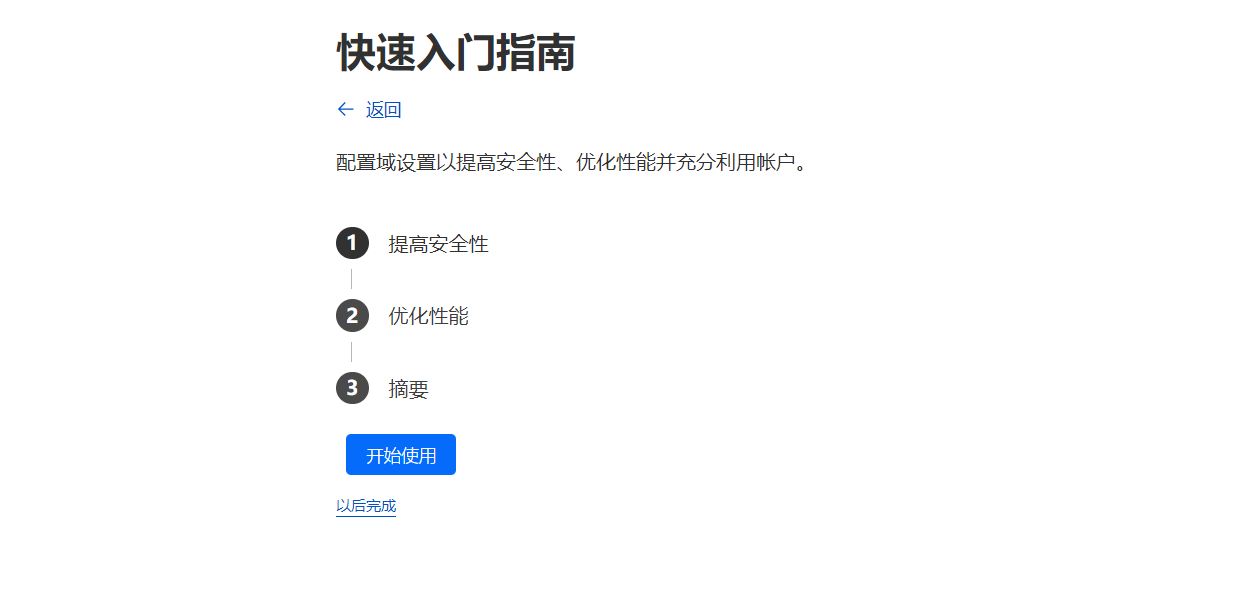 快速入门指南
← 返回
配置域设置以提高安全性、优化性能并充分利用帐户。
1 提高安全性
2 优化性能
3 摘要
开始使用
以后完成